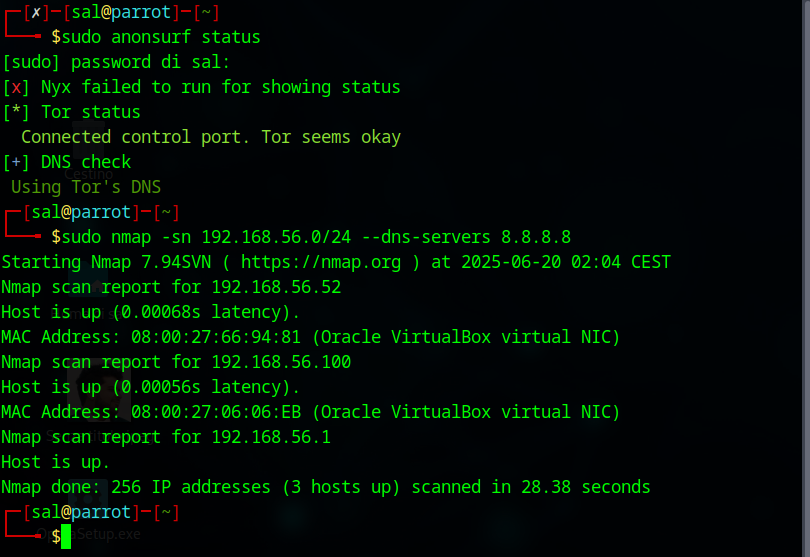 ┌─[✗]─[sal@parrot]─[~]
└──╼ $sudo anonsurf status
[sudo] password di sal:
[x] Nyx failed to run for showing status
[*] Tor status
  Connected control port. Tor seems okay
[+] DNS check
 Using Tor's DNS
┌─[sal@parrot]─[~]
└──╼ $sudo nmap -sn 192.168.56.0/24 --dns-servers 8.8.8.8
Starting Nmap 7.94SVN ( https://nmap.org ) at 2025-06-20 02:04 CEST
Nmap scan report for 192.168.56.52
Host is up (0.00068s latency).
MAC Address: 08:00:27:66:94:81 (Oracle VirtualBox virtual NIC)
Nmap scan report for 192.168.56.100
Host is up (0.00056s latency).
MAC Address: 08:00:27:06:06:EB (Oracle VirtualBox virtual NIC)
Nmap scan report for 192.168.56.1
Host is up.
Nmap done: 256 IP addresses (3 hosts up) scanned in 28.38 seconds
┌─[sal@parrot]─[~]
└──╼ $
Cestino